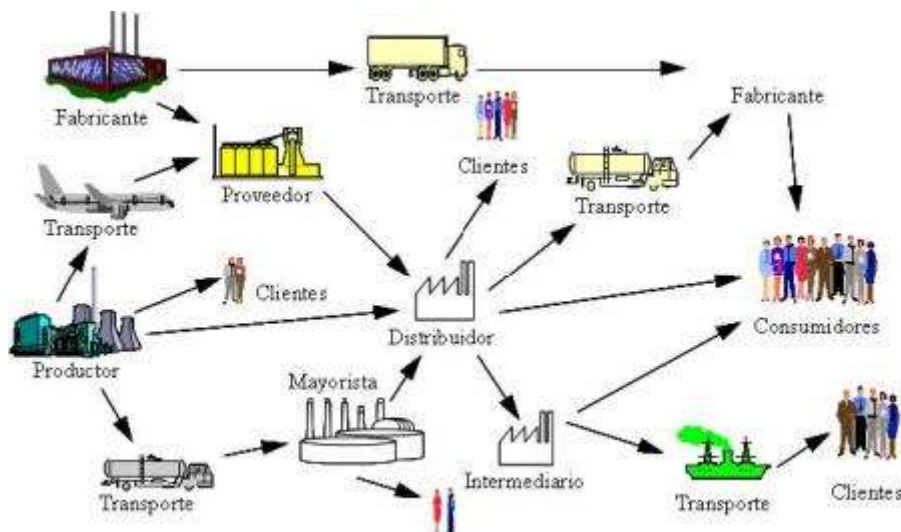 Transporte
Fabricante
Fabricante
Clientes
Proveedor
Transporte
Transporte
Clientes
Distribuidor
Consumidores
Productor
Mayorista
Intermediario
Transporte
Transporte
Clientes